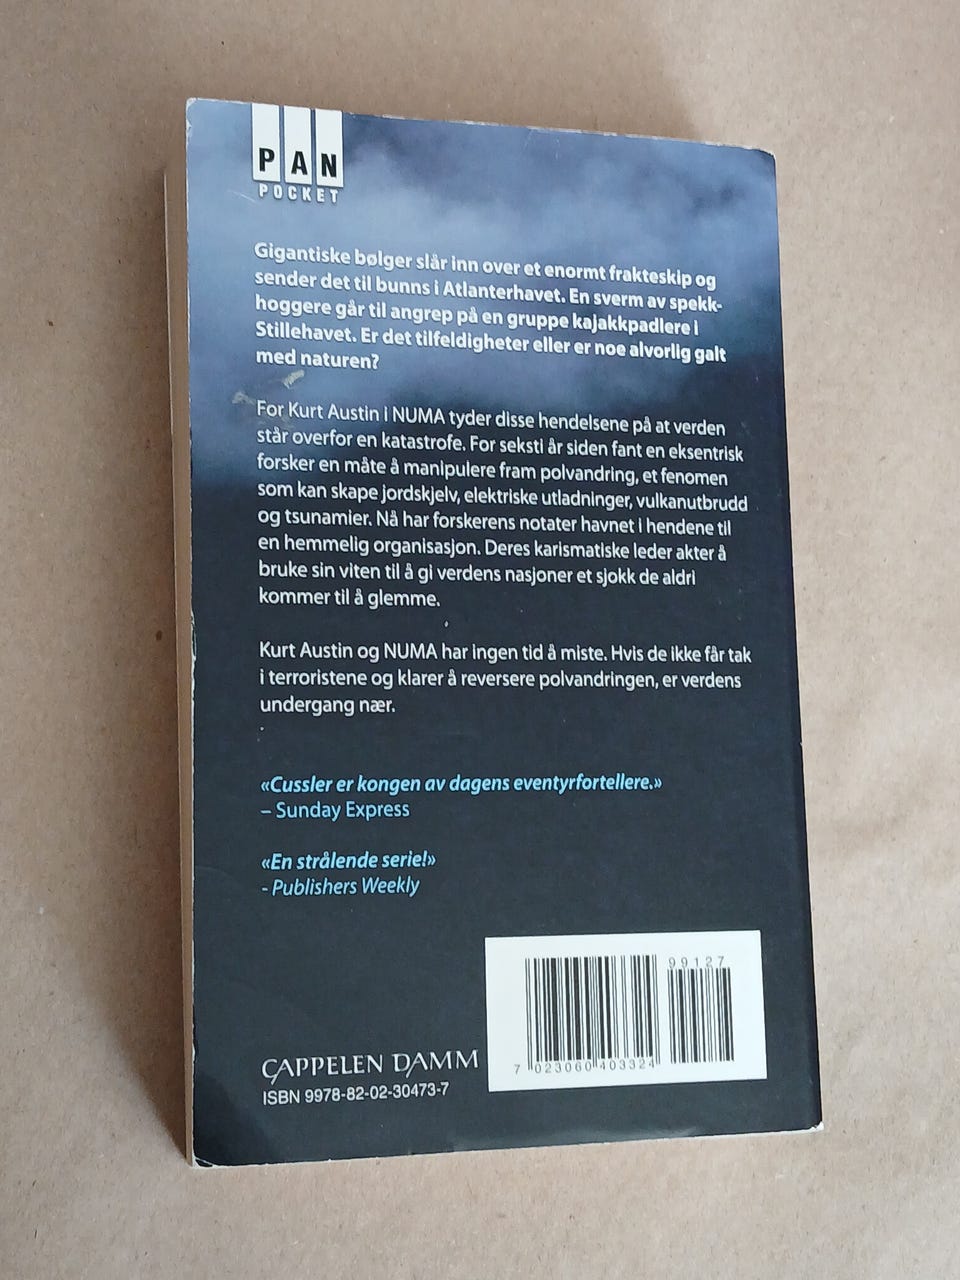 PAN
POCKET
Gigantiske bølger slår inn over et enormt frakteskip og
sender det til bunns i Atlanterhavet. En sverm av spekk-
hoggere går til angrep på en gruppe kajakkpadlere i
Stillehavet. Er det tilfeldigheter eller er noe alvorlig galt
med naturen?
For Kurt Austin i NUMA tyder disse hendelsene på at verden
står overfor en katastrofe. For seksti år siden fant en eksentrisk
forsker en måte å manipulere fram polvandring, et fenomen
som kan skape jordskjelv, elektriske utladninger, vulkanutbrudd
og tsunamier. Nå har forskerens notater havnet i hendene til
en hemmelig organisasjon. Deres karismatiske leder akter å
bruke sin viten til å gi verdens nasjoner et sjokk de aldri
kommer til å glemme.
Kurt Austin og NUMA har ingen tid å miste. Hvis de ikke får tak
i terroristene og klarer å reversere polvandringen, er verdens
undergang nær.
«Cussler er kongen av dagens eventyrfortellere.»
– Sunday Express
«En strålende serie!»
- Publishers Weekly
99127
7 023060 403324
CAPPELEN DAMM
ISBN 9978-82-02-30473-7